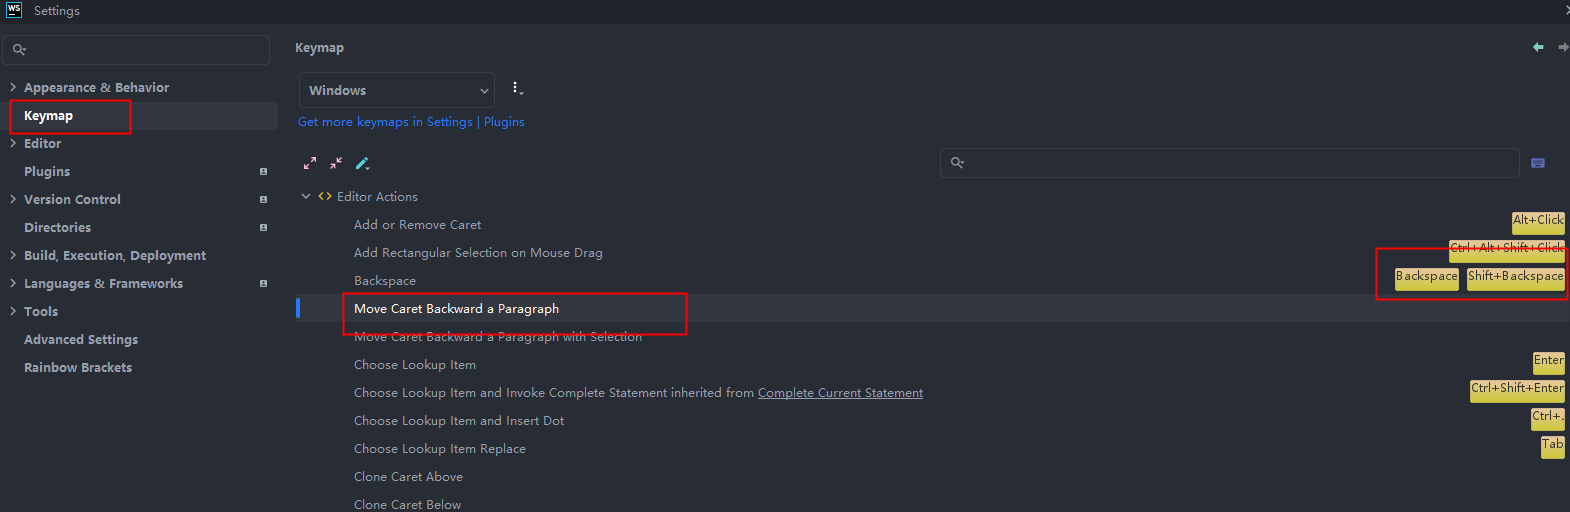 WS Settings
Keymap
Appearance & Behavior
Keymap
Editor
Plugins
Version Control
Directories
Build, Execution, Deployment
Languages & Frameworks
Tools
Advanced Settings
Rainbow Brackets
Windows
Get more keymaps in Settings | Plugins
Editor Actions
Add or Remove Caret Alt+Click
Add Rectangular Selection on Mouse Drag Ctrl+Alt+Shift+Click
Backspace Backspace Shift+Backspace
Move Caret Backward a Paragraph
Move Caret Backward a Paragraph with Selection
Choose Lookup Item Enter
Choose Lookup Item and Invoke Complete Statement inherited from Complete Current Statement Ctrl+Shift+Enter
Choose Lookup Item and Insert Dot Ctrl+.
Choose Lookup Item Replace Tab
Clone Caret Above
Clone Caret Below